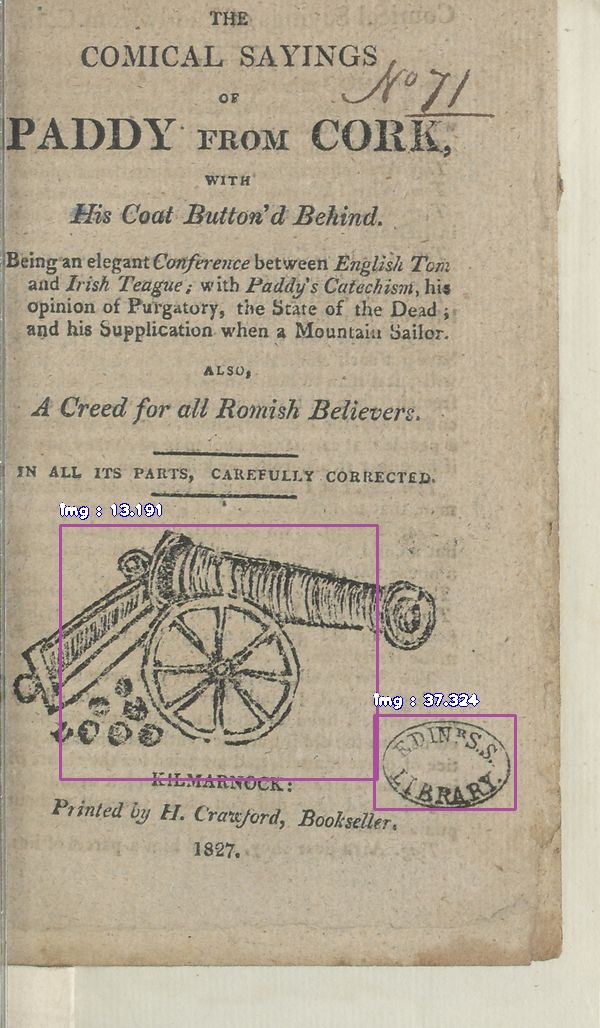 THE
COMICAL SAYINGS
OF
No 71
PADDY FROM CORK,
WITH
His Coat Button'd Behind.
Being an elegant Conference between English Tom
and Irish Teague; with Paddy's Catechism, his
opinion of Purgatory, the State of the Dead;
and his Supplication when a Mountain Sailor.
ALSO,
A Creed for all Romish Believers.
IN ALL ITS PARTS, CAREFULLY CORRECTED.
img : 13.191
img : 37.324
EDINR. S.S.
LIBRARY.
KILMARNOCK:
Printed by H. Crawford, Bookseller.
1827.